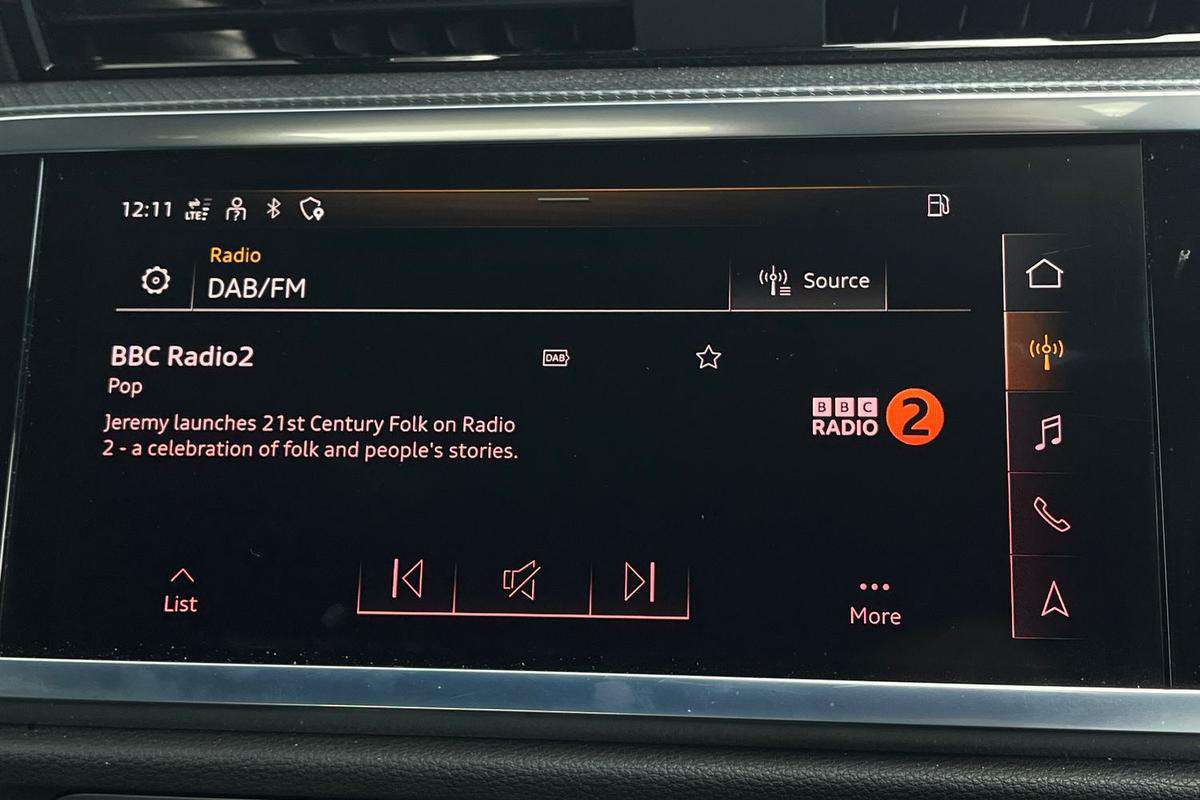 12:11 LTE ?
Radio
DAB/FM
Source
BBC Radio2
DAB
Pop
Jeremy launches 21st Century Folk on Radio
2 - a celebration of folk and people's stories.
BBC
RADIO 2
List
More